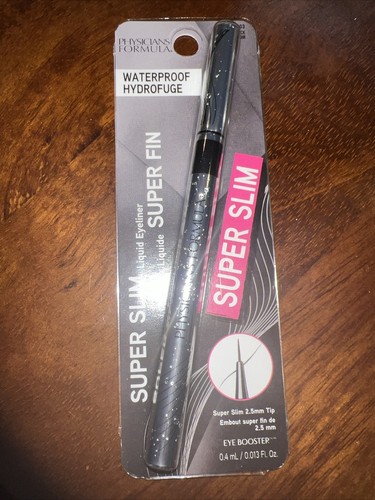 PHYSICIANS
FORMULA
WATERPROOF
HYDROFUGE
SUPER SLIM Liquid Eyeliner
Liquide SUPER FIN
SUPER SLIM
Super Slim 2.5mm Tip
Embout super fin de
2.5 mm
EYE BOOSTER
0.4 mL / 0.013 Fl. Oz.